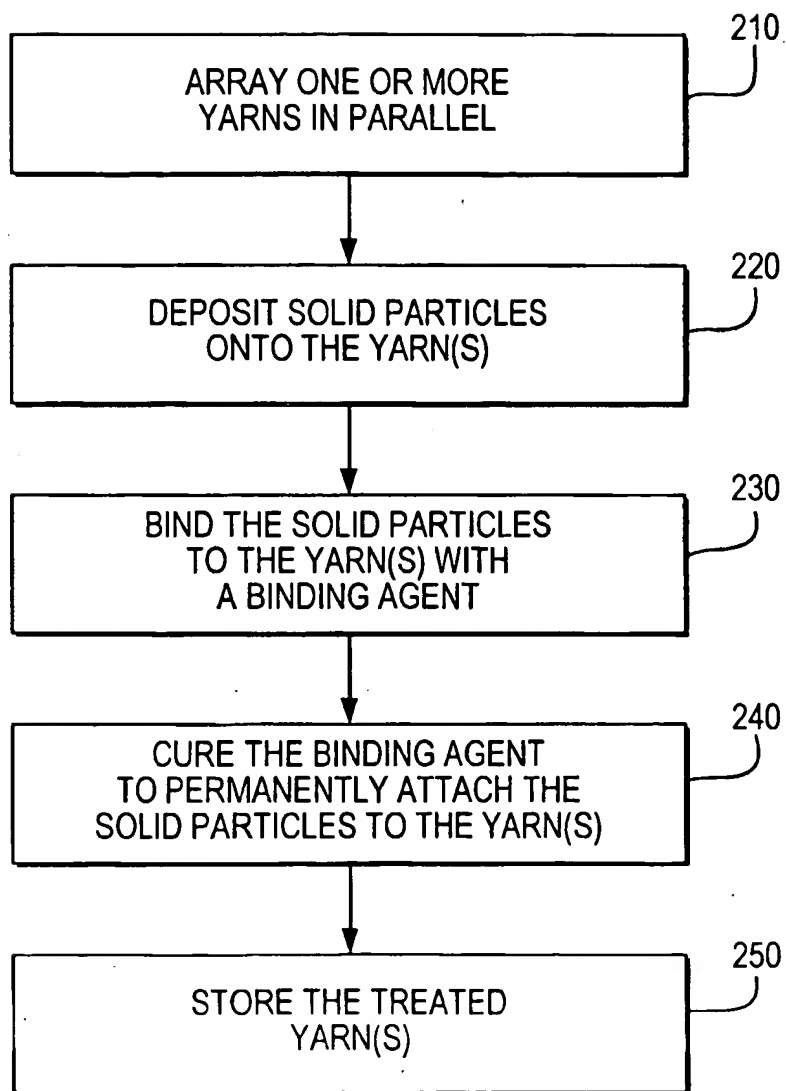 210
ARRAY ONE OR MORE
YARNS IN PARALLEL
220
DEPOSIT SOLID PARTICLES
ONTO THE YARN(S)
230
BIND THE SOLID PARTICLES
TO THE YARN(S) WITH
A BINDING AGENT
240
CURE THE BINDING AGENT
TO PERMANENTLY ATTACH THE
SOLID PARTICLES TO THE YARN(S)
250
STORE THE TREATED
YARN(S)